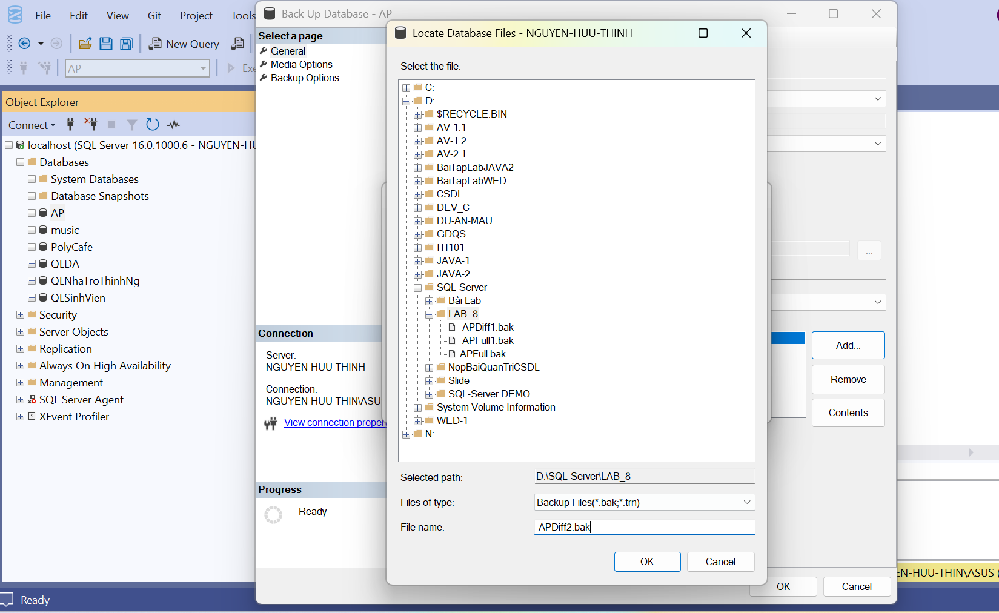 File Edit View Git Project Tools
New Query
AP
Object Explorer
Connect
localhost (SQL Server 16.0.1000.6 - NGUYEN-HU
Databases
System Databases
Database Snapshots
AP
music
PolyCafe
QLDA
QLNhaTroThinhNg
QLSinhVien
Security
Server Objects
Replication
Always On High Availability
Management
SQL Server Agent
XEvent Profiler
Ready
Back Up Database - AP
Select a page
General
Media Options
Backup Options
Connection
Server:
NGUYEN-HUU-THINH
Connection:
NGUYEN-HUU-THIN\ASUS
View connection proper
Progress
Ready
Locate Database Files - NGUYEN-HUU-THINH
Select the file:
C:
D:
$RECYCLE.BIN
AV-1.1
AV-1.2
AV-2.1
BaiTapLabJAVA2
BaiTapLabWED
CSDL
DEV_C
DU-AN-MAU
GDQS
ITI101
JAVA-1
JAVA-2
SQL-Server
Bài Lab
LAB_8
APDiff1.bak
APFull1.bak
APFull.bak
NopBaiQuanTriCSDL
Slide
SQL-Server DEMO
System Volume Information
WED-1
N:
Selected path: D:\SQL-Server\LAB_8
Files of type: Backup Files(*.bak;*.trn)
File name: APDiff2.bak
OK Cancel
...
Add...
Remove
Contents
OK Cancel
EN-HUU-THIN\ASUS (